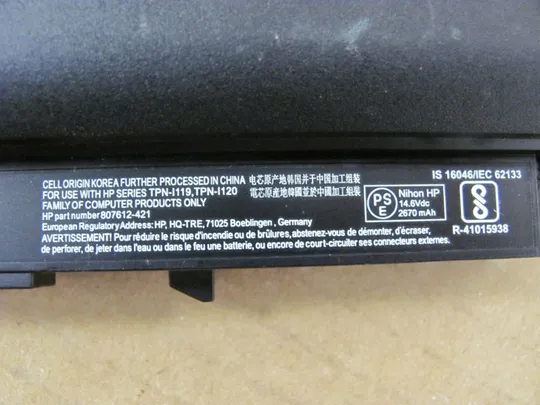 CELL ORIGIN KOREA FURTHER PROCESSED IN CHINA 电芯原产地韩国并于中国加工组装
FOR USE WITH HP SERIES TPN-I119,TPN-I120 電芯原產地韓國並於中國加工組裝
FAMILY OF COMPUTER PRODUCTS ONLY
HP part number 807612-421
European Regulatory Address: HP, HQ-TRE, 71025 Boeblingen , Germany
AVERTISSEMENT! Pour réduire le risque d'incendie ou de brûlures, abstenez-vous de démonter, d'écraser,
de perforer, de jeter dans l'eau ou dans le feu une batterie, ou encore de court-circuiter ses connecteurs externes.
PS
E
Nihon HP
14.6Vdc
2670 mAh
IS 16046/IEC 62133
R-41015938